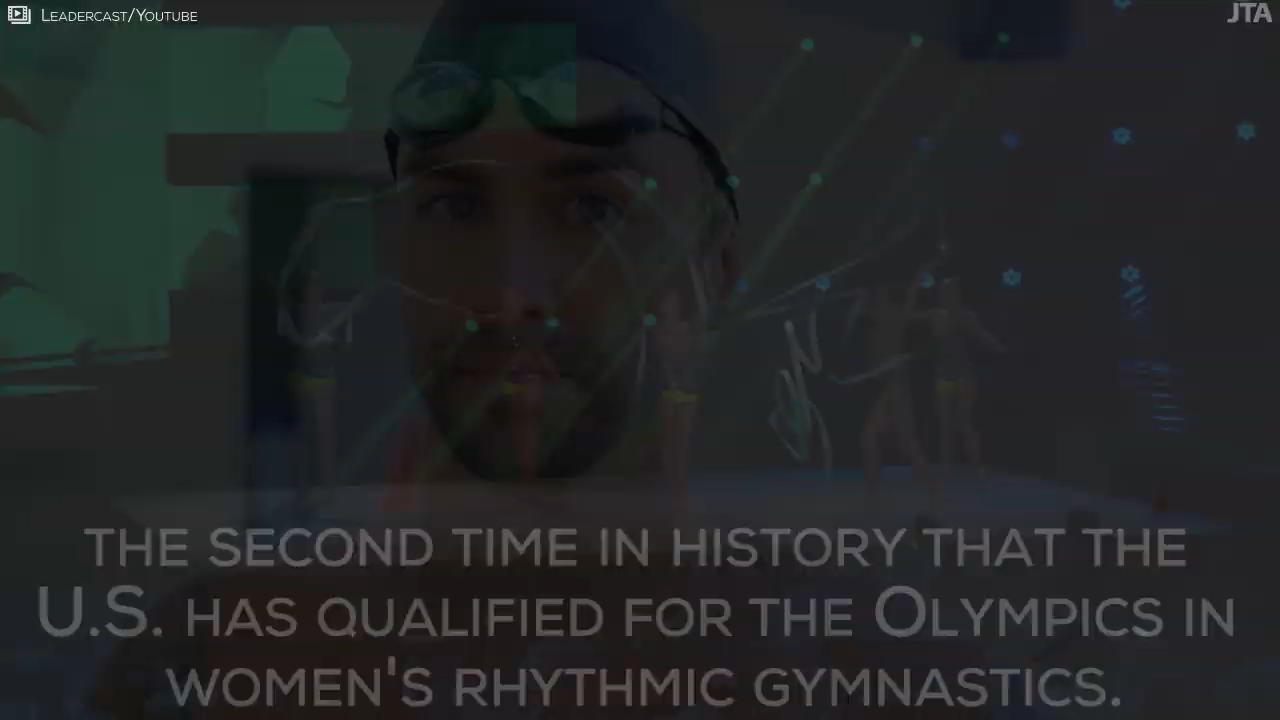 Leadercast/Youtube
JTA
the second time in history that the
U.S. has qualified for the Olympics in
women's rhythmic gymnastics.